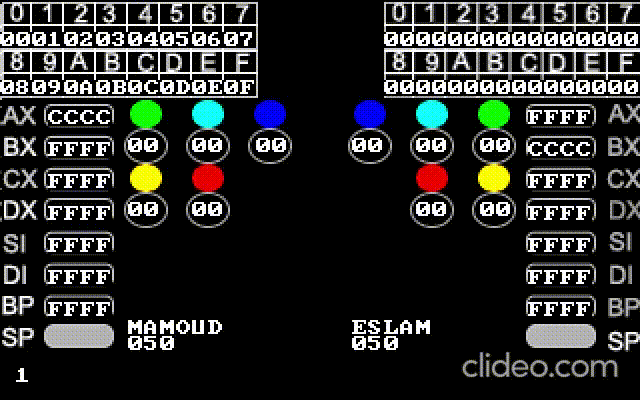 0 1 2 3 4 5 6 7 0 1 2 3 4 5 6 7
0001020304050607 0000000000000000
8 9 A B C D E F 8 9 A B C D E F
08090A0B0C0D0E0F 0000000000000000
AX CCCC FFFF AX
BX FFFF 00 00 00 00 00 00 CCCC BX
CX FFFF FFFF CX
DX FFFF 00 00 00 00 FFFF DX
SI FFFF FFFF SI
DI FFFF FFFF DI
BP FFFF FFFF BP
SP MAMOUD ESLAM SP
050 050
clideo.com
1